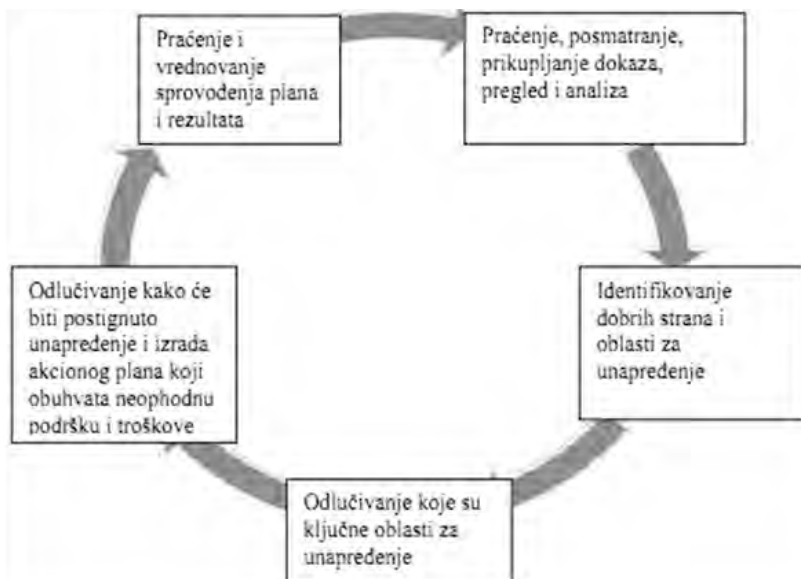 Praćenje i
vrednovanje
sprovođenja plana
i rezultata
Praćenje, posmatranje,
prikupljanje dokaza,
pregled i analiza
Identifikovanje
dobrih strana i
oblasti za
unapređenje
Odlučivanje koje su
ključne oblasti za
unapređenje
Odlučivanje kako će
biti postignuto
unapređenje i izrada
akcionog plana koji
obuhvata neophodnu
podršku i troškove